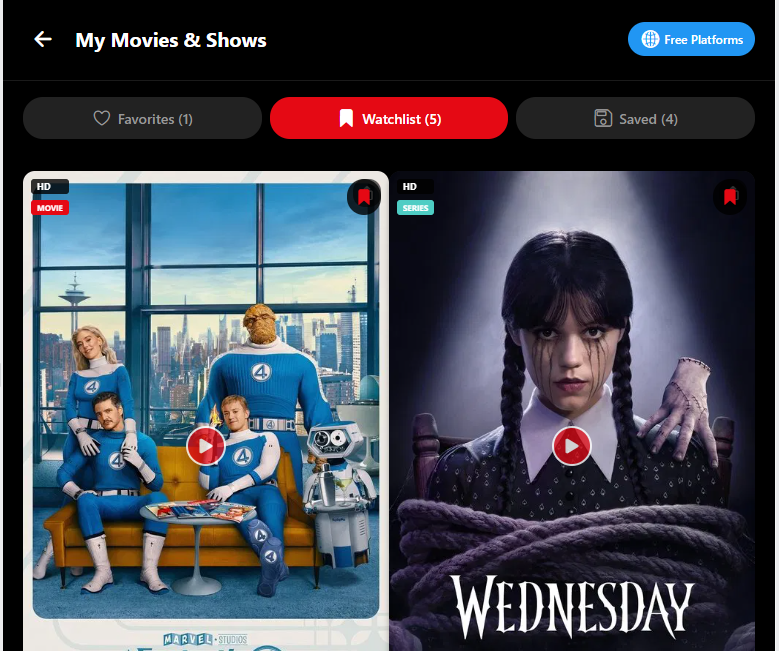 My Movies & Shows
Free Platforms
Favorites (1)
Watchlist (5)
Saved (4)
HD
MOVIE
HD
SERIES
4
4
4
4
WEDNESDAY
MARVEL STUDIOS